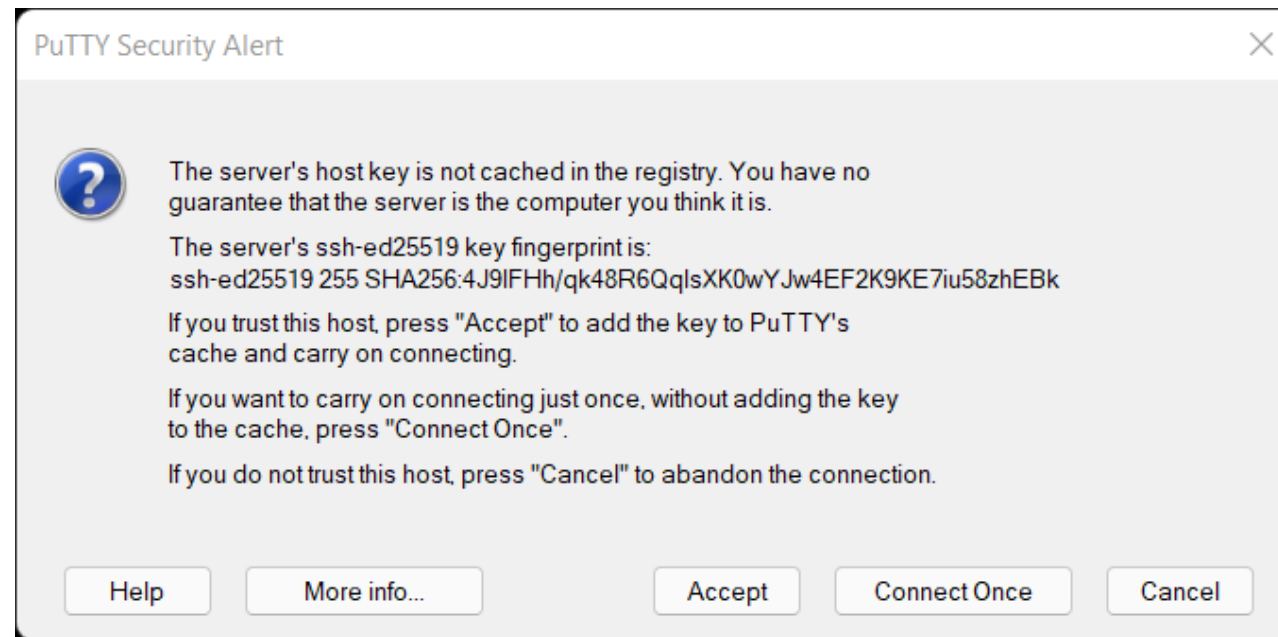 PuTTY Security Alert
The server's host key is not cached in the registry. You have no
guarantee that the server is the computer you think it is.
The server's ssh-ed25519 key fingerprint is:
ssh-ed25519 255 SHA256:4J9lFHh/qk48R6QqlsXK0wYJw4EF2K9KE7iu58zhEBk
If you trust this host, press "Accept" to add the key to PuTTY's
cache and carry on connecting.
If you want to carry on connecting just once, without adding the key
to the cache, press "Connect Once".
If you do not trust this host, press "Cancel" to abandon the connection.
Help More info... Accept Connect Once Cancel